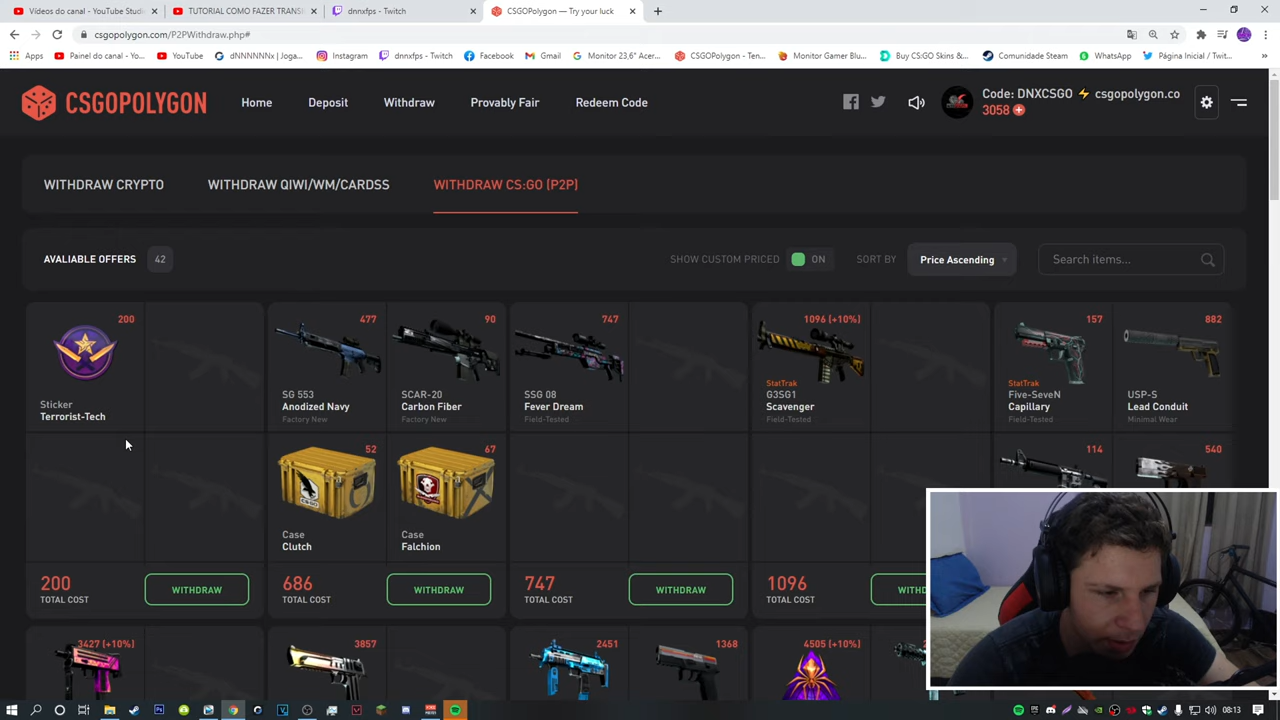 Vídeos do canal - YouTube Studi
TUTORIAL COMO FAZER TRANSI
dnnxfps - Twitch
CSGOPolygon — Try your luck
csgopolygon.com/P2PWithdraw.php#
Apps
Painel do canal - Yo...
YouTube
dNNNNNx | Joga...
Instagram
dnnxfps - Twitch
Facebook
Gmail
Monitor 23,6" Acer...
CSGOPolygon - Ten...
Monitor Gamer Blu...
Buy CS:GO Skins &...
Comunidade Steam
WhatsApp
Página Inicial / Twit...
CSGOPOLYGON
Home
Deposit
Withdraw
Provably Fair
Redeem Code
Code: DNXCSGO ⚡ csgopolygon.co
3058
WITHDRAW CRYPTO
WITHDRAW QIWI/WM/CARDSS
WITHDRAW CS:GO (P2P)
AVALIABLE OFFERS 42
SHOW CUSTOM PRICED ON
SORT BY
Price Ascending
Search items...
200
Sticker
Terrorist-Tech
477
SG 553
Anodized Navy
Factory New
90
SCAR-20
Carbon Fiber
Factory New
747
SSG 08
Fever Dream
Field-Tested
1096 (+10%)
StatTrak
G3SG1
Scavenger
Field-Tested
157
StatTrak
Five-SeveN
Capillary
Field-Tested
882
USP-S
Lead Conduit
Minimal Wear
52
Case
Clutch
67
Case
Falchion
114
540
200
TOTAL COST
WITHDRAW
686
TOTAL COST
WITHDRAW
747
TOTAL COST
WITHDRAW
1096
TOTAL COST
WITHD
3427 (+10%)
3857
2451
1368
4505 (+10%)
08:13